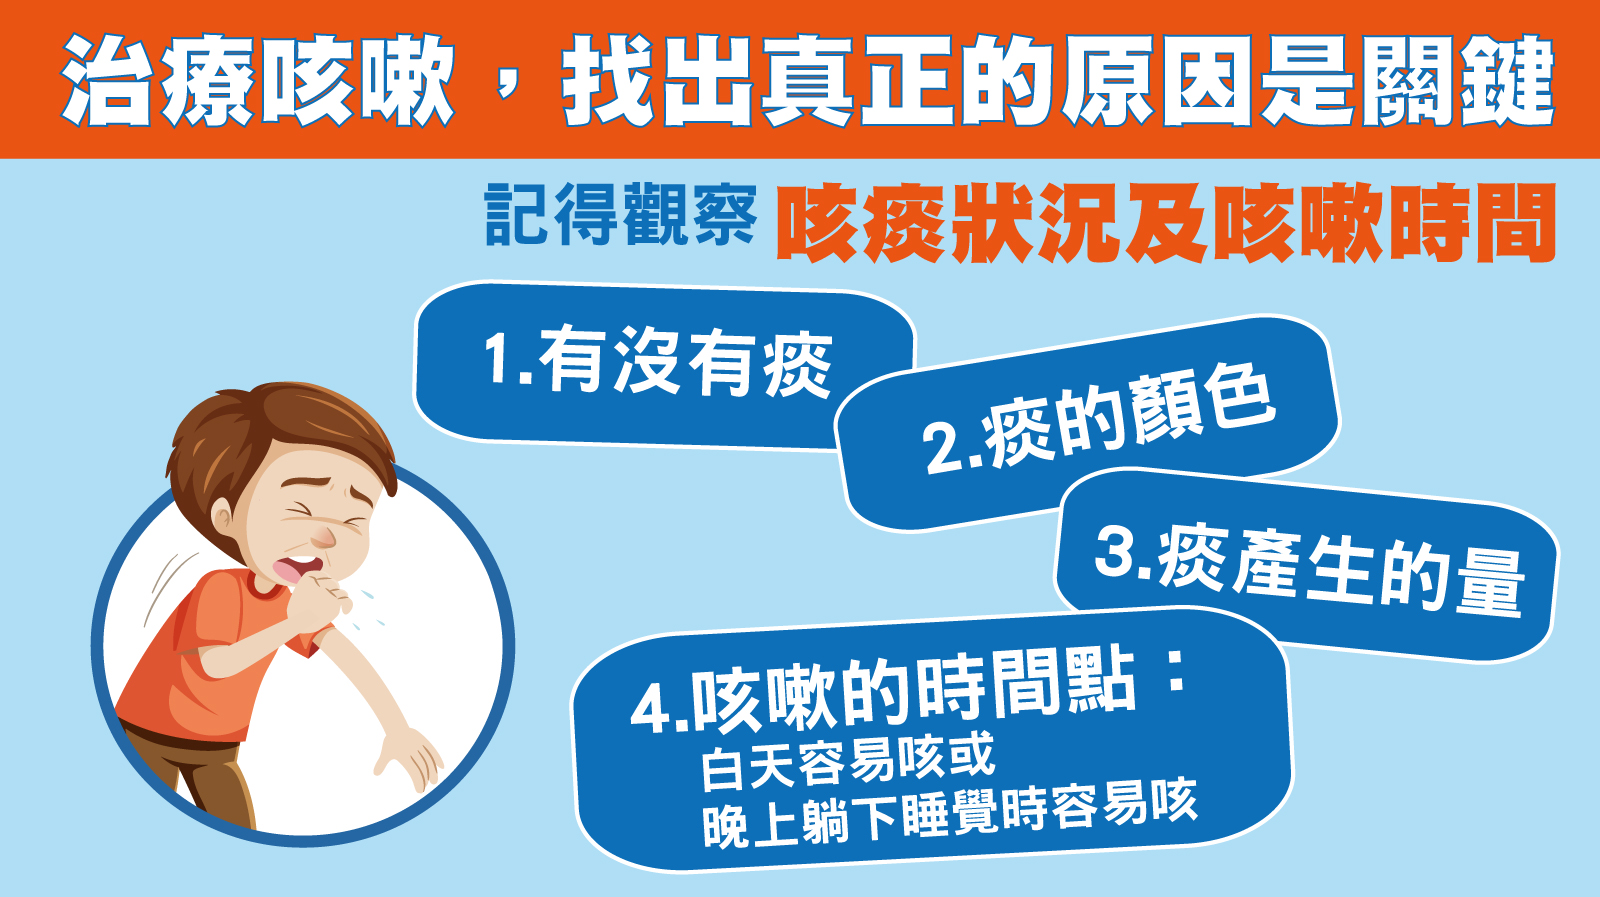 治療咳嗽，找出真正的原因是關鍵
記得觀察 咳痰狀況及咳嗽時間
1.有沒有痰
2.痰的顏色
3.痰產生的量
4.咳嗽的時間點：
白天容易咳或
晚上躺下睡覺時容易咳